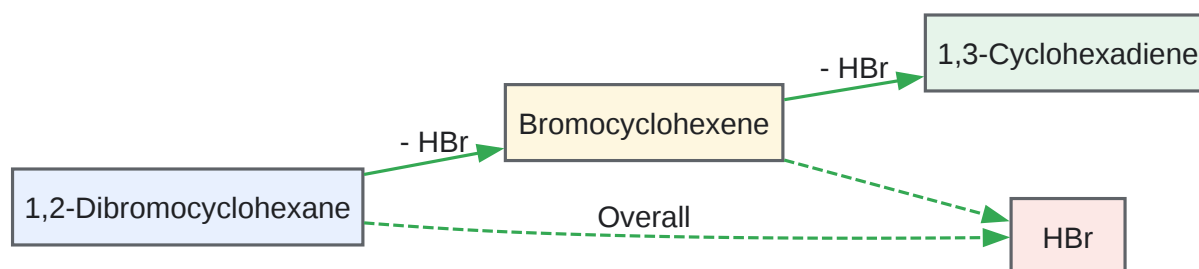 1,3-Cyclohexadiene
- HBr
Bromocyclohexene
- HBr
1,2-Dibromocyclohexane
Overall
HBr